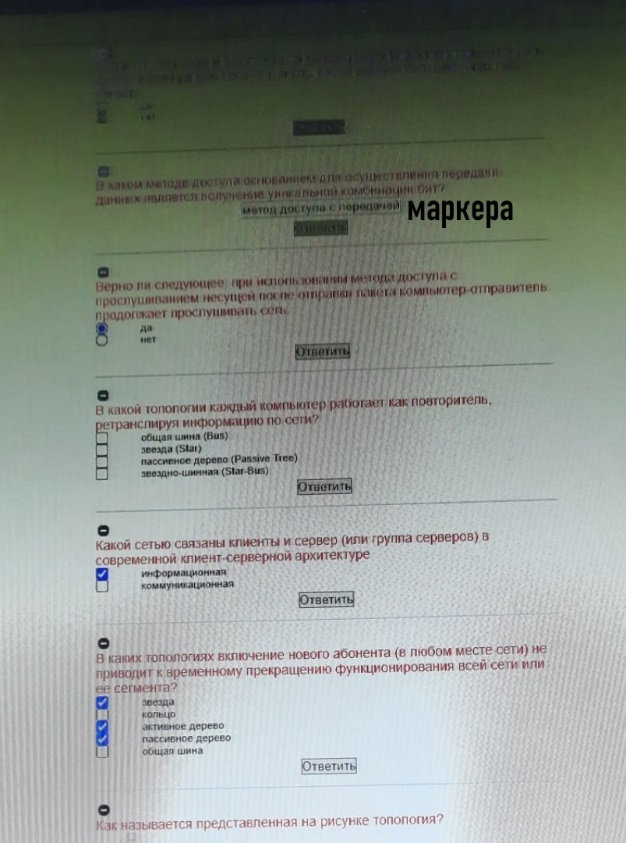 В каком методе доступа основанием для осуществления передачи
данных является получение уникальной комбинации бит?
метод доступа с передачей маркера
Ответить
Верно ли следующее: при использовании метода доступа с
прослушиванием несущей после отправки пакета компьютер-отправитель
продолжает прослушивать сеть.
да
нет
Ответить
В какой топологии каждый компьютер работает как повторитель,
ретранслируя информацию по сети?
общая шина (Bus)
звезда (Star)
пассивное дерево (Passive Tree)
звездно-шинная (Star-Bus)
Ответить
Какой сетью связаны клиенты и сервер (или группа серверов) в
современной клиент-серверной архитектуре
информационная
коммуникационная
Ответить
В каких топологиях включение нового абонента (в любом месте сети) не
приводит к временному прекращению функционирования всей сети или
ее сегмента?
звезда
кольцо
активное дерево
пассивное дерево
общая шина
Ответить
Как называется представленная на рисунке топология?